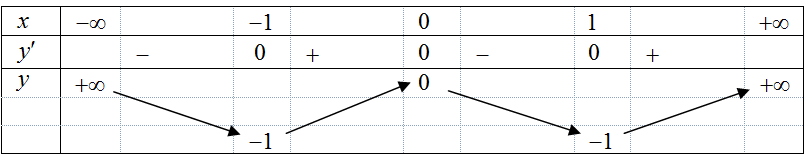 x −∞ −1 0 1 +∞
y′ − 0 + 0 − 0 +
y +∞ 0 +∞
−1 −1